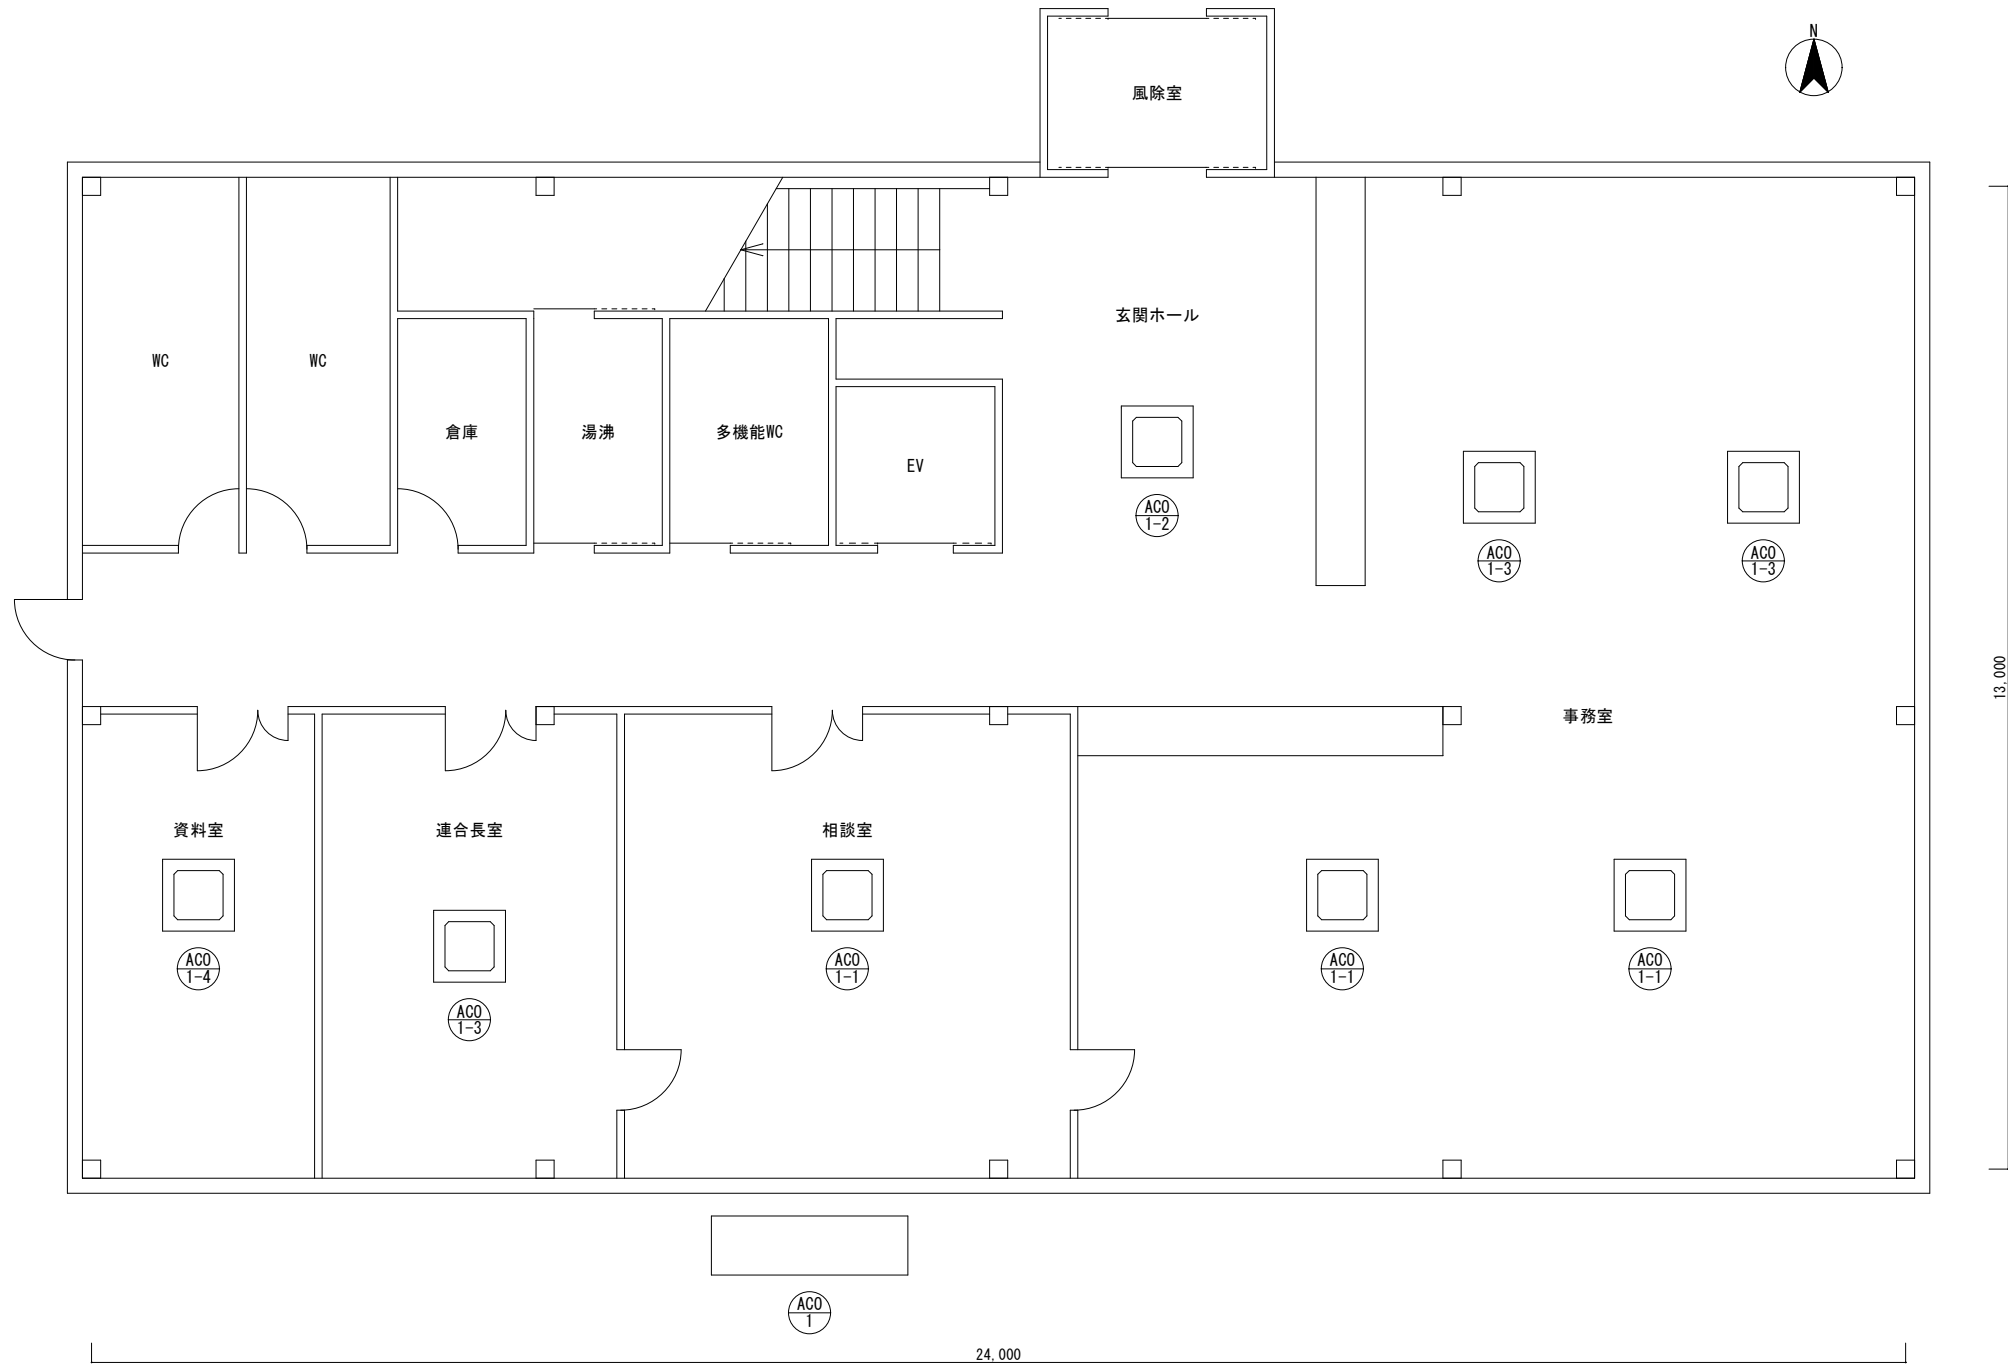 N
風除室
玄関ホール
WC
WC
倉庫
湯沸
多機能WC
EV
ACO
1-2
ACO
1-3
ACO
1-3
13,000
事務室
資料室
連合長室
相談室
ACO
1-4
ACO
1-3
ACO
1-1
ACO
1-1
ACO
1-1
ACO
1
24,000